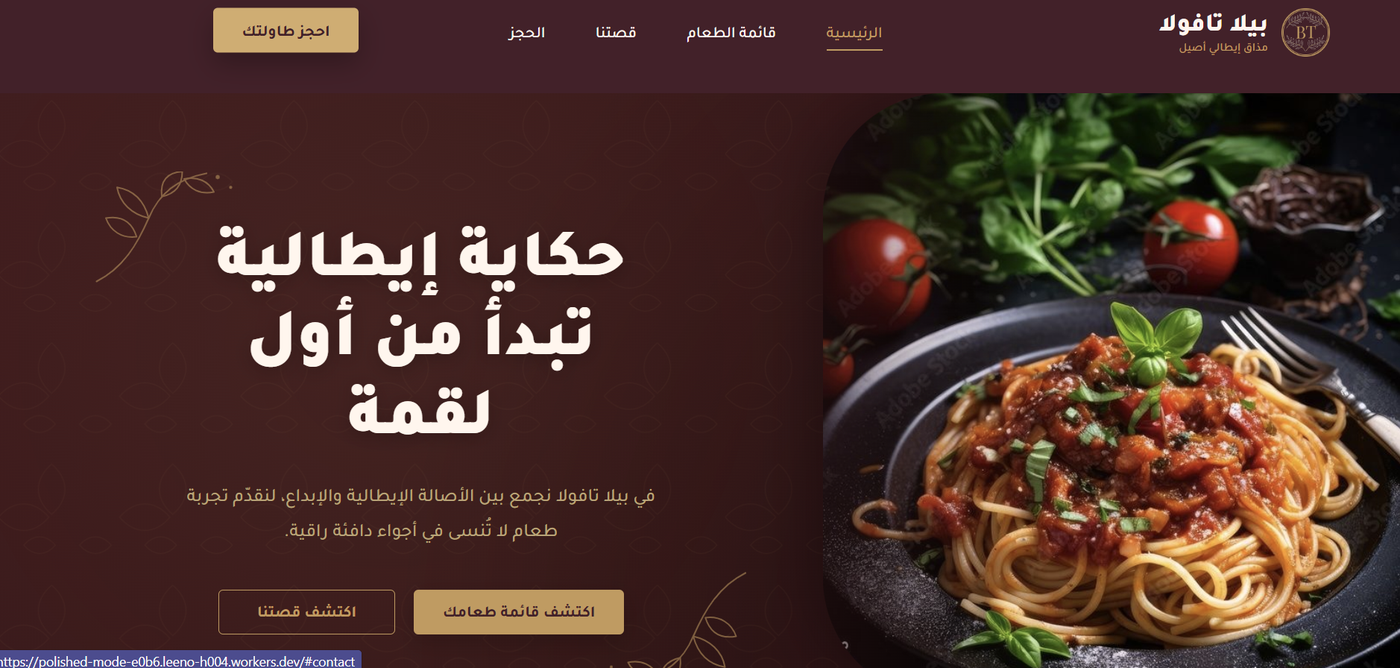 BT
بيلا تافولا
مذاق إيطالي أصيل
الرئيسية
قائمة الطعام
قصتنا
الحجز
احجز طاولتك
حكاية إيطالية
تبدأ من أول
لقمة
في بيلا تافولا نجمع بين الأصالة الإيطالية والإبداع، لنقدّم تجربة
طعام لا تُنسى في أجواء دافئة راقية.
اكتشف قائمة طعامك
اكتشف قصتنا
Adobe Stock
https://polished-mode-e0b6.leeno-h004.workers.dev/#contact